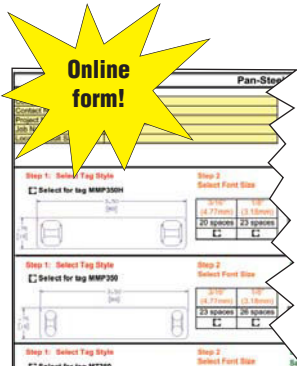 Online
form!
Pan-Steel
Contact
Project
Job N
Step 1: Select Tag Style
Step 2
Select Font Size
Select for tag MMP350H
3/16" 1/8"
(4.77mm) (3.18mm)
20 spaces 23 spaces
Step 1: Select Tag Style
Step 2
Select Font Size
Select for tag MMP350
3/16" 1/8"
(4.77mm) (3.18mm)
23 spaces 26 spaces
Step 1: Select Tag Style
Step 2
Select Font Size